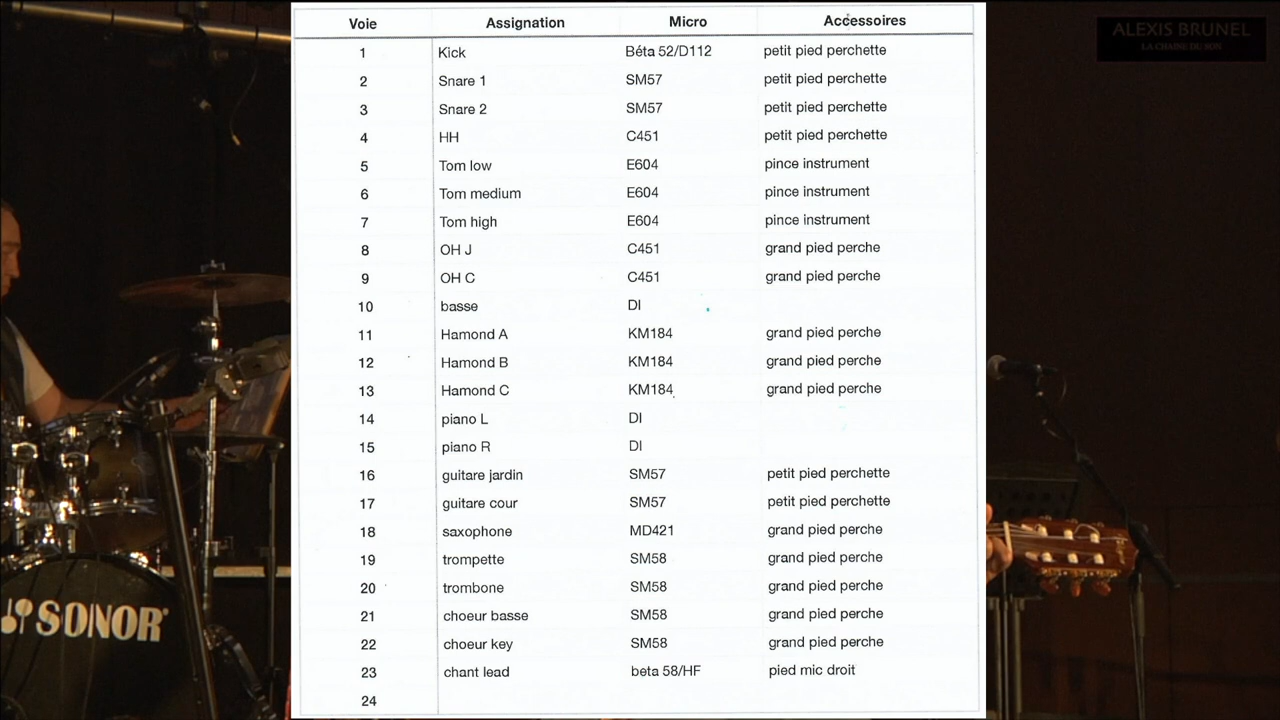 Voie Assignation Micro Accessoires
1 Kick Béta 52/D112 petit pied perchette
2 Snare 1 SM57 petit pied perchette
3 Snare 2 SM57 petit pied perchette
4 HH C451 petit pied perchette
5 Tom low E604 pince instrument
6 Tom medium E604 pince instrument
7 Tom high E604 pince instrument
8 OH J C451 grand pied perche
9 OH C C451 grand pied perche
10 basse DI
11 Hamond A KM184 grand pied perche
12 Hamond B KM184 grand pied perche
13 Hamond C KM184 grand pied perche
14 piano L DI
15 piano R DI
16 guitare jardin SM57 petit pied perchette
17 guitare cour SM57 petit pied perchette
18 saxophone MD421 grand pied perche
19 trompette SM58 grand pied perche
20 trombone SM58 grand pied perche
21 choeur basse SM58 grand pied perche
22 choeur key SM58 grand pied perche
23 chant lead beta 58/HF pied mic droit
24
ALEXIS BRUNEL
LA CHAINE DU SON
SONOR